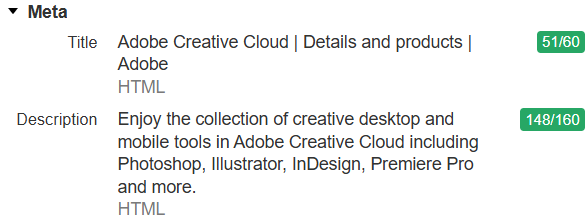 Meta
Title Adobe Creative Cloud | Details and products | 51/60
Adobe
HTML
Description Enjoy the collection of creative desktop and 148/160
mobile tools in Adobe Creative Cloud including
Photoshop, Illustrator, InDesign, Premiere Pro
and more.
HTML